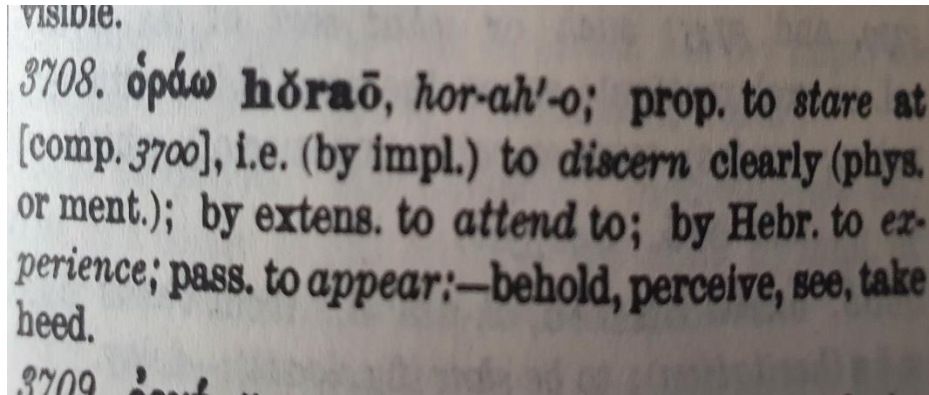 visible.
3708. ὁράω hŏraō, hor-ah'-o; prop. to stare at
[comp. 3700], i.e. (by impl.) to discern clearly (phys.
or ment.); by extens. to attend to; by Hebr. to ex-
perience; pass. to appear:—behold, perceive, see, take
heed.
3709.